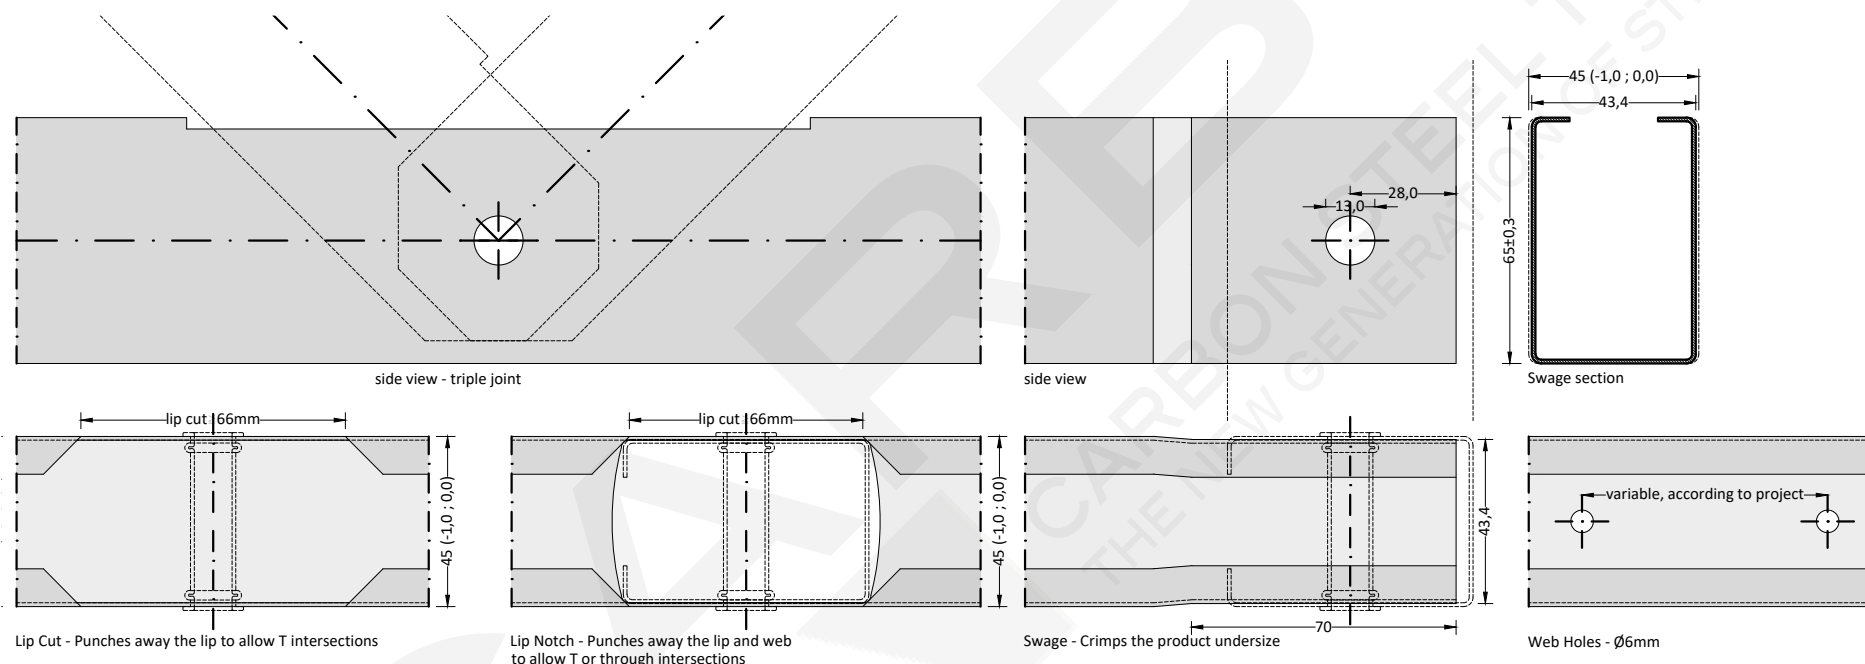 45 (-1,0 ; 0,0)
43,4
28,0
13,0
65±0,3
side view - triple joint
side view
Swage section
lip cut 66mm
lip cut 66mm
45 (-1,0 ; 0,0)
45 (-1,0 ; 0,0)
43,4
variable, according to project
70
Lip Cut - Punches away the lip to allow T intersections
Lip Notch - Punches away the lip and web
to allow T or through intersections
Swage - Crimps the product undersize
Web Holes - Ø6mm
CARBON STEEL
THE NEW GENERATION OF